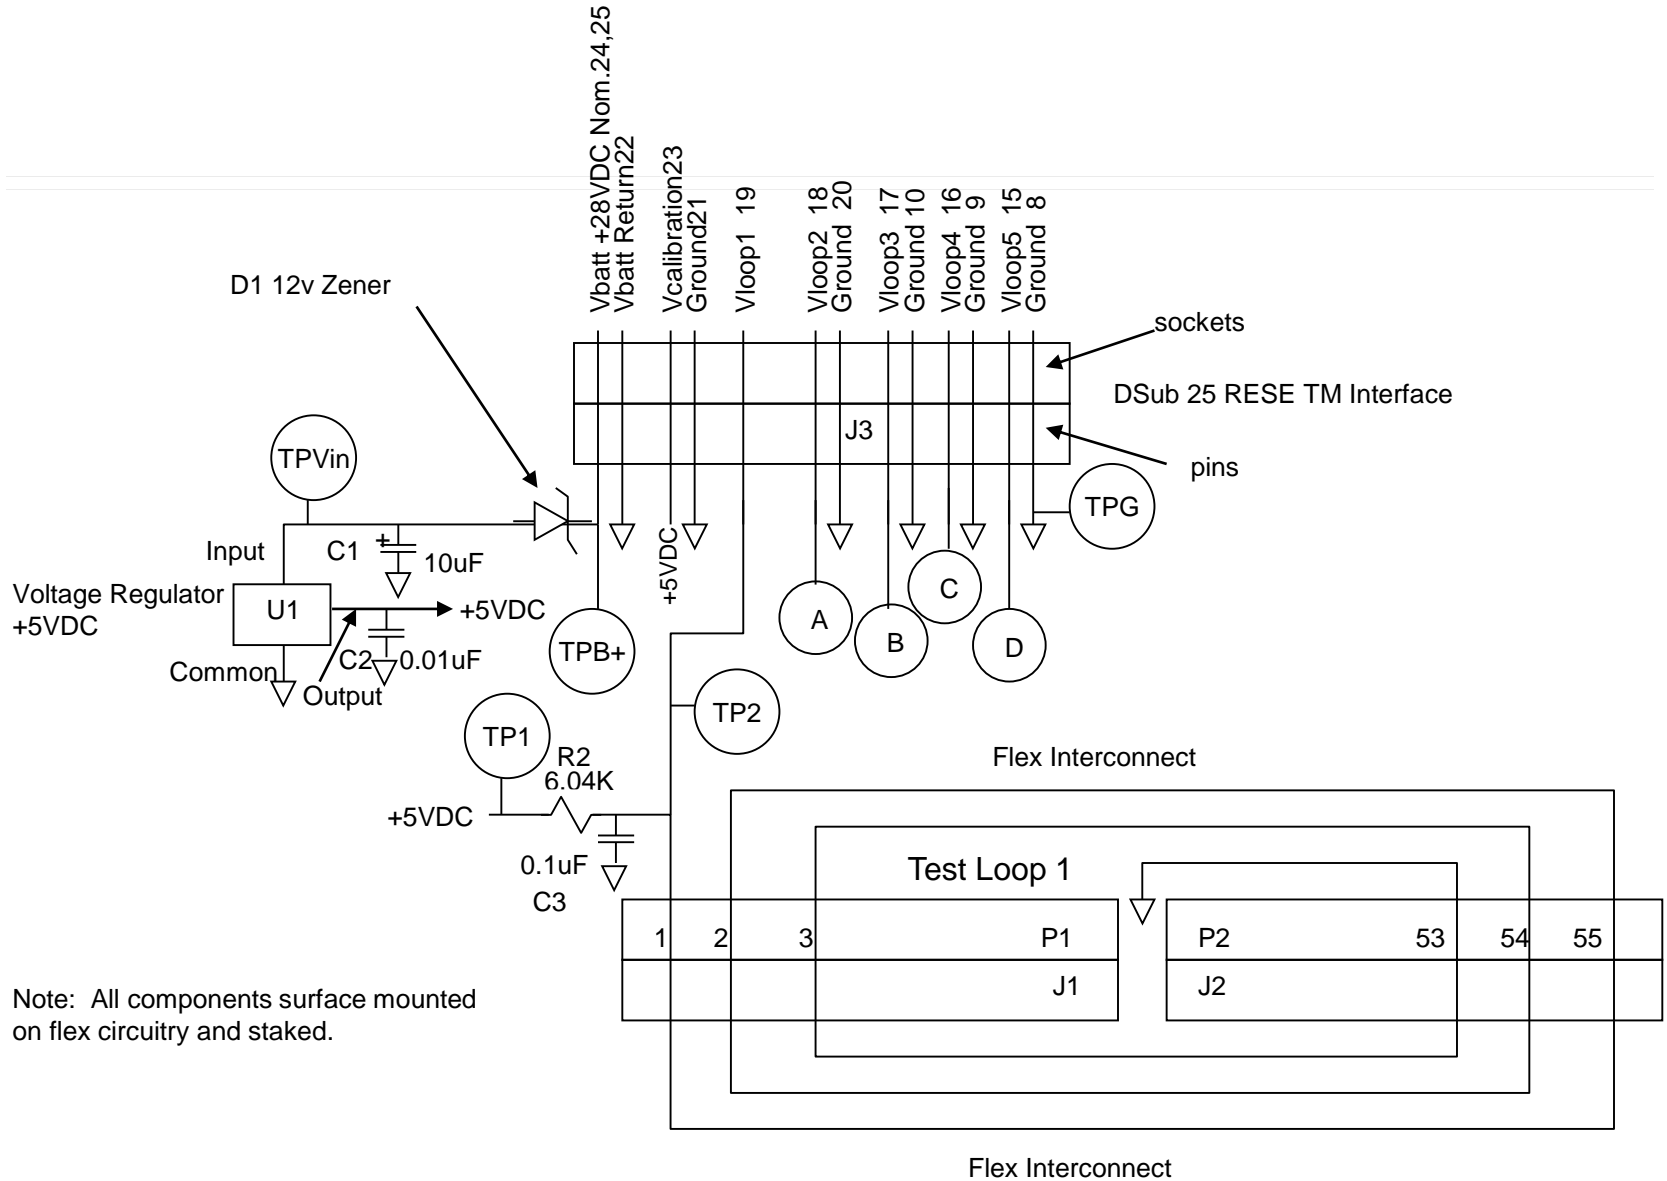 Vbatt +28VDC Nom.24,25
Vbatt Return22
Vcalibration23
Ground21
Vloop1 19
Vloop2 18
Ground 20
Vloop3 17
Ground 10
Vloop4 16
Ground 9
Vloop5 15
Ground 8
D1 12v Zener
sockets
DSub 25 RESE TM Interface
J3
pins
TPVin
TPG
+5VDC
Input
C1
+
10uF
Voltage Regulator
+5VDC
U1
+5VDC
Common
C2
0.01uF
Output
TPB+
A
B
C
D
TP1
TP2
R2
6.04K
+5VDC
0.1uF
C3
Flex Interconnect
Test Loop 1
1 2 3 P1
P2 53 54 55
J1
J2
Note: All components surface mounted
on flex circuitry and staked.
Flex Interconnect